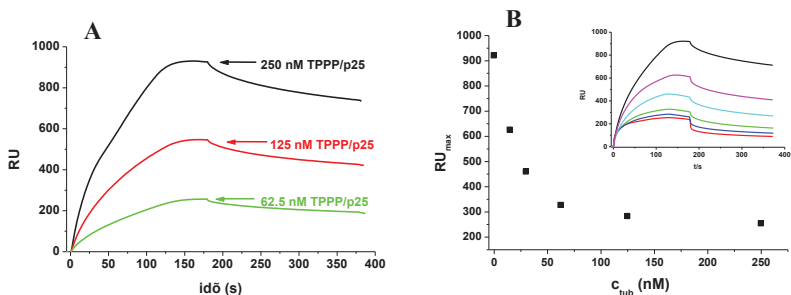 A
1000
800
600
400
200
0
RU
250 nM TPPP/p25
125 nM TPPP/p25
62.5 nM TPPP/p25
0 50 100 150 200 250 300 350 400
idő (s)
B
1000
900
800
700
600
500
400
300
200
RUmax
0 50 100 150 200 250
ctub (nM)
1000
800
600
400
200
0
RU
0 100 200 300 400
t/s